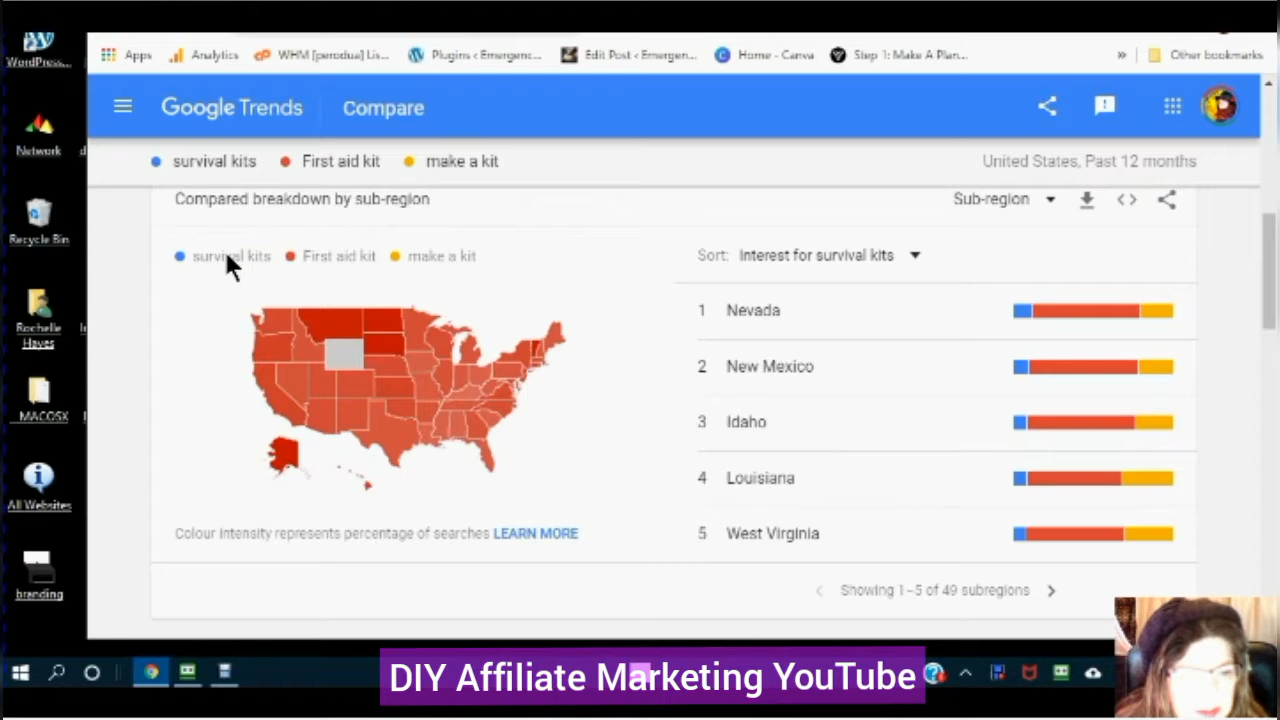 WordPress...
Apps
Analytics
WHM [perodua] Lis...
Plugins ‹ Emergenc...
Edit Post ‹ Emergen...
Home - Canva
Step 1: Make A Plan...
»
Other bookmarks
Google Trends
Compare
Network
survival kits
First aid kit
make a kit
United States, Past 12 months
Compared breakdown by sub-region
Sub-region
Recycle Bin
survival kits
First aid kit
make a kit
Sort: Interest for survival kits
1 Nevada
Rochelle
Hayes
2 New Mexico
_MACOSX
3 Idaho
4 Louisiana
All Websites
Colour intensity represents percentage of searches LEARN MORE
5 West Virginia
branding
Showing 1–5 of 49 subregions
DIY Affiliate Marketing YouTube